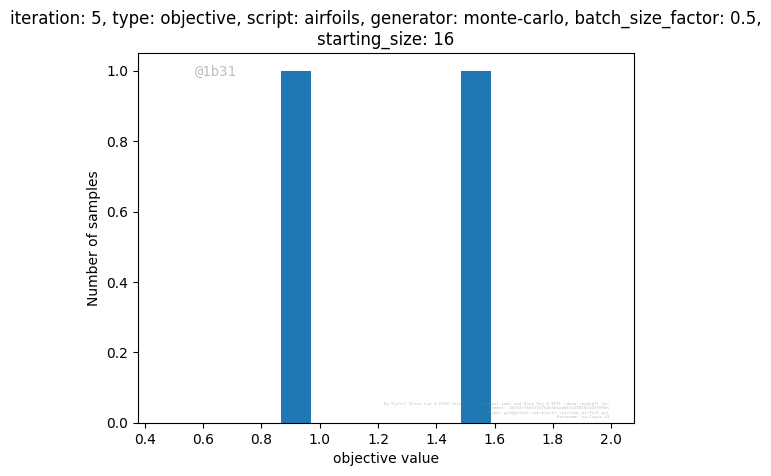 iteration: 5, type: objective, script: airfoils, generator: monte-carlo, batch_size_factor: 0.5,
starting_size: 16
@1b31
Number of samples
1.0
0.8
0.6
0.4
0.2
0.0
0.4 0.6 0.8 1.0 1.2 1.4 1.6 1.8 2.0
objective value